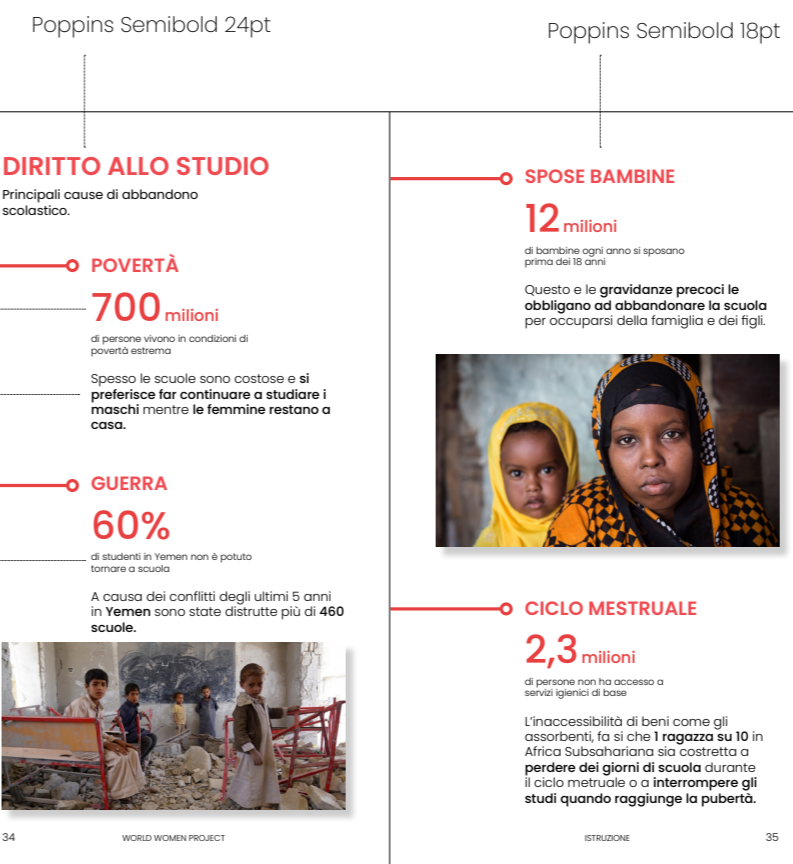 Poppins Semibold 24pt
Poppins Semibold 18pt
DIRITTO ALLO STUDIO
Principali cause di abbandono
scolastico.
POVERTÀ
700 milioni
di persone vivono in condizioni di
povertà estrema
Spesso le scuole sono costose e si
preferisce far continuare a studiare i
maschi mentre le femmine restano a
casa.
GUERRA
60%
di studenti in Yemen non è potuto
tornare a scuola
A causa dei conflitti degli ultimi 5 anni
in Yemen sono state distrutte più di 460
scuole.
34
WORLD WOMEN PROJECT
SPOSE BAMBINE
12 milioni
di bambine ogni anno si sposano
prima dei 18 anni
Questo e le gravidanze precoci le
obbligano ad abbandonare la scuola
per occuparsi della famiglia e dei figli.
CICLO MESTRUALE
2,3 milioni
di persone non ha accesso a
servizi igienici di base
L'inaccessibilità di beni come gli
assorbenti, fa si che 1 ragazza su 10 in
Africa Subsahariana sia costretta a
perdere dei giorni di scuola durante
il ciclo metruale o a interrompere gli
studi quando raggiunge la pubertà.
ISTRUZIONE
35